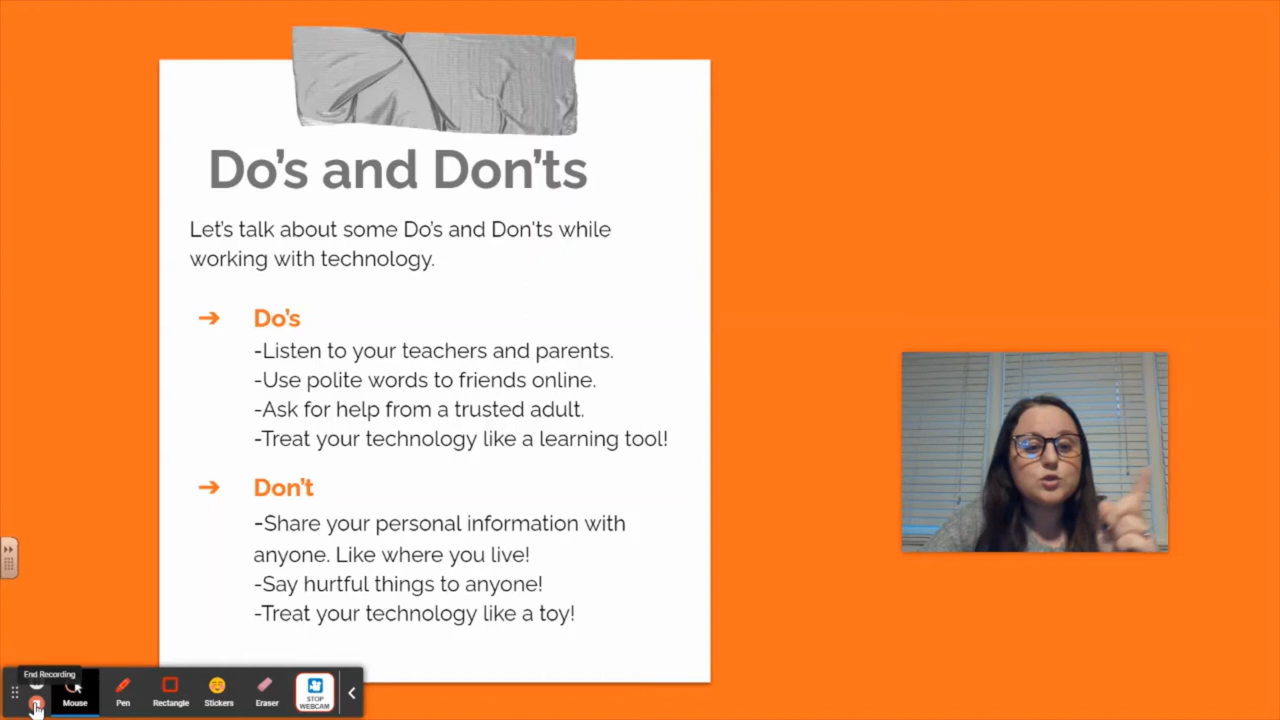 Do's and Don'ts
Let's talk about some Do's and Don'ts while
working with technology.
➔ Do's
-Listen to your teachers and parents.
-Use polite words to friends online.
-Ask for help from a trusted adult.
-Treat your technology like a learning tool!
➔ Don't
-Share your personal information with
anyone. Like where you live!
-Say hurtful things to anyone!
-Treat your technology like a toy!
End Recording
Mouse
Pen
Rectangle
Stickers
Eraser
STOP
WEBCAM